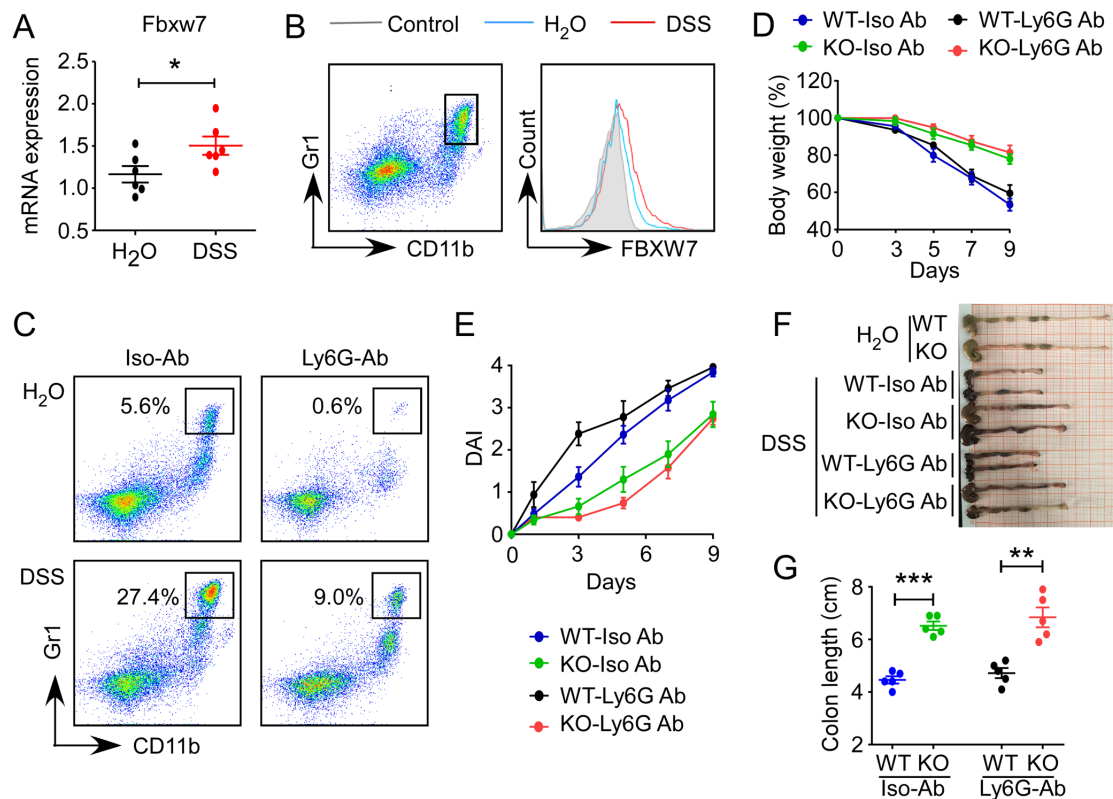 A
Fbxw7
mRNA expression
2.5
2.0
1.5
1.0
0.5
*
H2O
DSS
B
Control
H2O
DSS
Gr1
CD11b
Count
FBXW7
C
Iso-Ab
Ly6G-Ab
H2O
5.6%
0.6%
DSS
27.4%
9.0%
Gr1
CD11b
D
WT-Iso Ab
WT-Ly6G Ab
KO-Iso Ab
KO-Ly6G Ab
Body weight (%)
120
100
80
60
40
0 3 5 7 9
Days
E
DAI
4
3
2
1
0
0 3 6 9
Days
WT-Iso Ab
KO-Iso Ab
WT-Ly6G Ab
KO-Ly6G Ab
F
H2O
WT
KO
DSS
WT-Iso Ab
KO-Iso Ab
WT-Ly6G Ab
KO-Ly6G Ab
G
Colon length (cm)
8
6
4
2
***
**
WT KO WT KO
Iso-Ab Ly6G-Ab